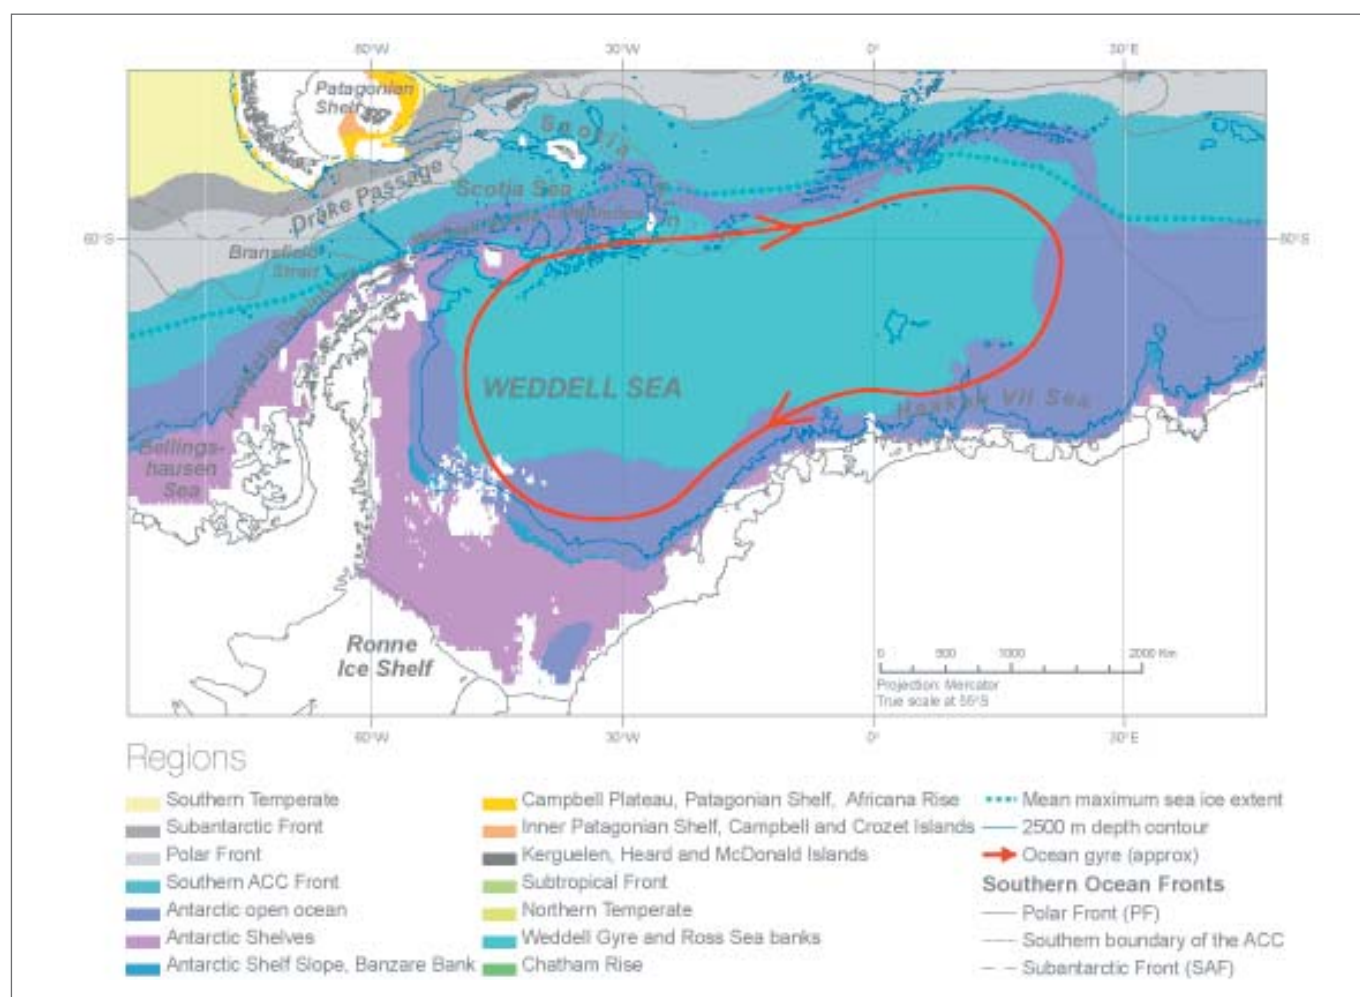 60°W 30°W 0° 30°E
Patagonian
Shelf
Scotia
Drake Passage
Scotia Sea
60°S 60°S
Bransfield
Strait
WEDDELL SEA
Haakon VII Sea
Bellings-
hausen
Sea
Ronne
Ice Shelf
0 500 1000 2000 Km
Projection: Mercator
True scale at 55°S
60°W 30°W 0° 30°E
Regions
Southern Temperate
Subantarctic Front
Polar Front
Southern ACC Front
Antarctic open ocean
Antarctic Shelves
Antarctic Shelf Slope, Banzare Bank
Campbell Plateau, Patagonian Shelf, Africana Rise
Inner Patagonian Shelf, Campbell and Crozet Islands
Kerguelen, Heard and McDonald Islands
Subtropical Front
Northern Temperate
Weddell Gyre and Ross Sea banks
Chatham Rise
Mean maximum sea ice extent
2500 m depth contour
Ocean gyre (approx)
Southern Ocean Fronts
Polar Front (PF)
Southern boundary of the ACC
Subantarctic Front (SAF)